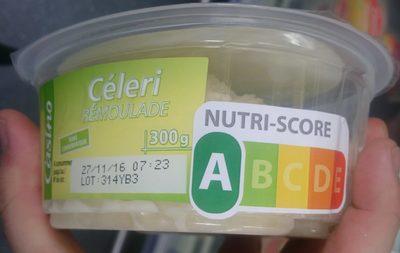 Casino
Céleri
RÉMOULADE
300g
27/11/16 07:23
LOT:314YB3
NUTRI-SCORE
A B C D E